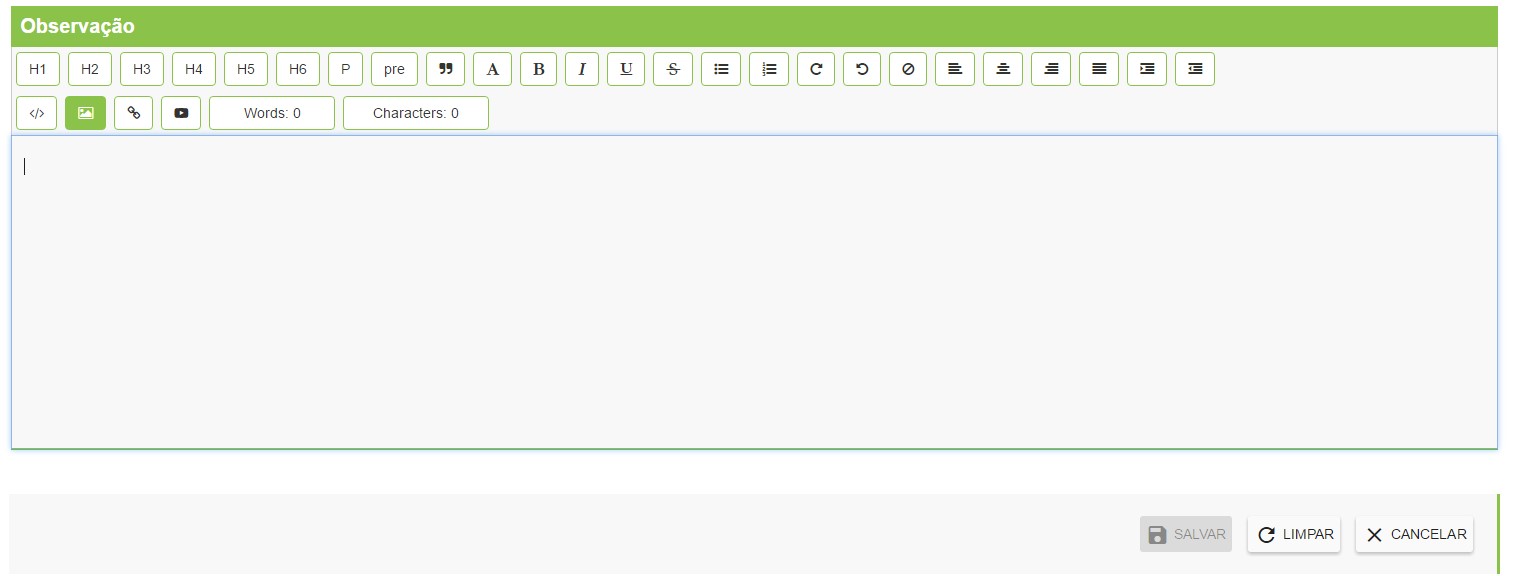 Observação
H1 H2 H3 H4 H5 H6 P pre ❞ A B I U S
</> Words: 0 Characters: 0
SALVAR LIMPAR CANCELAR